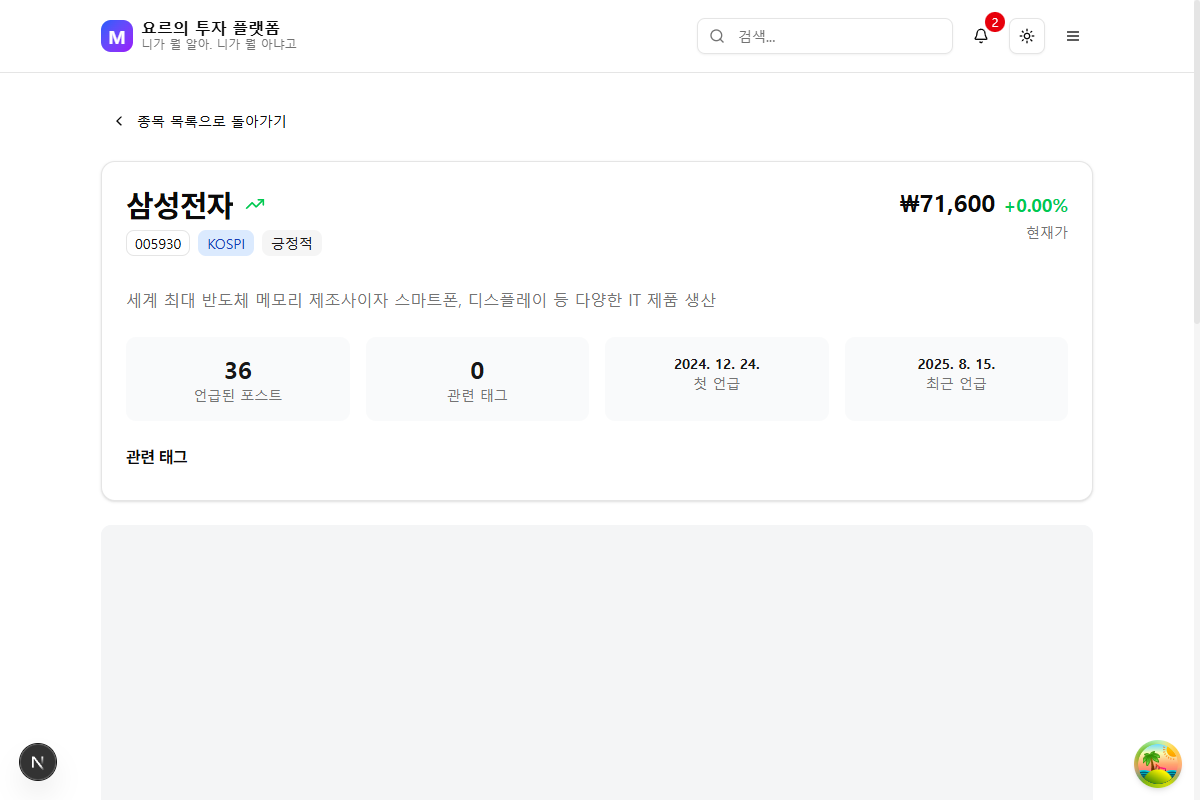 M
요르의 투자 플랫폼
니가 뭘 알아. 니가 뭘 아냐고
검색...
2
종목 목록으로 돌아가기
삼성전자
₩71,600 +0.00%
현재가
005930 KOSPI 긍정적
세계 최대 반도체 메모리 제조사이자 스마트폰, 디스플레이 등 다양한 IT 제품 생산
36
언급된 포스트
0
관련 태그
2024. 12. 24.
첫 언급
2025. 8. 15.
최근 언급
관련 태그
N